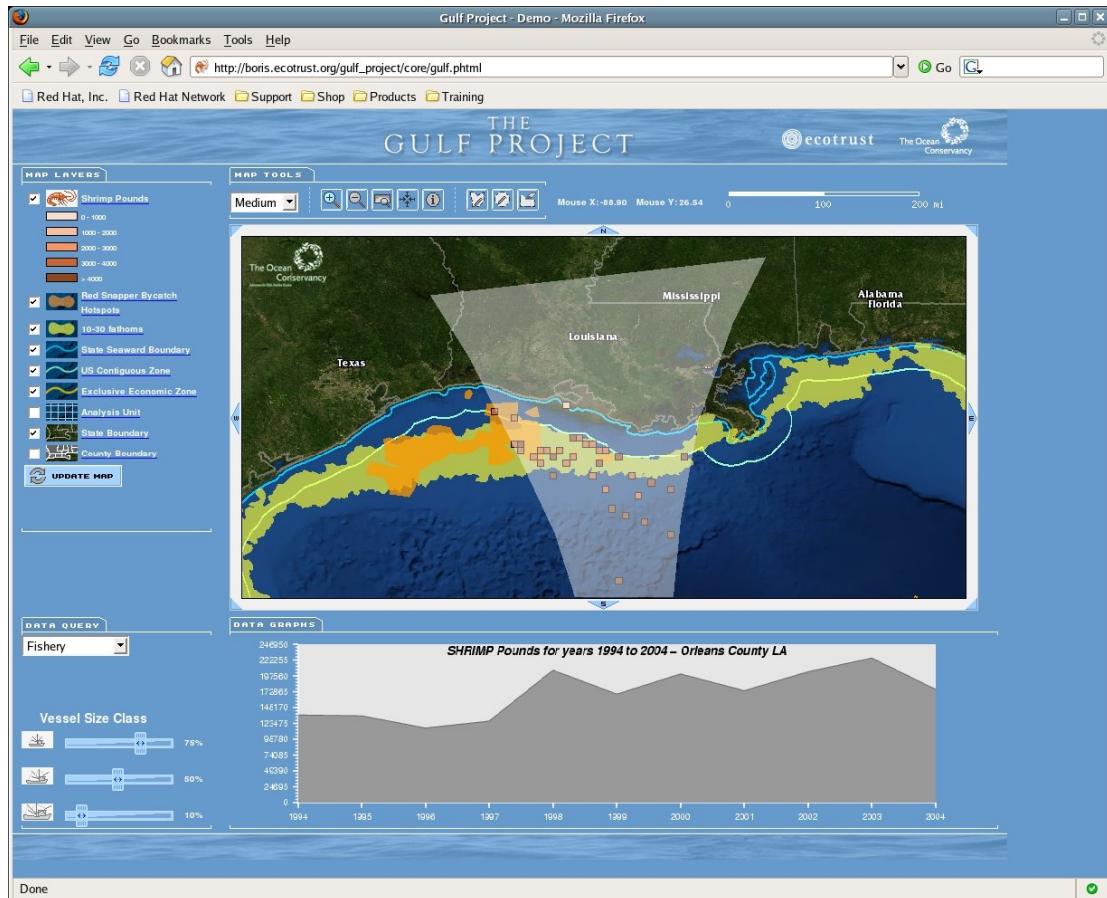 Gulf Project - Demo - Mozilla Firefox
File Edit View Go Bookmarks Tools Help
http://boris.ecotrust.org/gulf_project/core/gulf.phtml
Go
G
Red Hat, Inc. Red Hat Network Support Shop Products Training
THE
GULF PROJECT
ecotrust
The Ocean
Conservancy
MAP LAYERS
Shrimp Pounds
0 - 1000
1000 - 2000
2000 - 3000
3000 - 4000
> 4000
Red Snapper Bycatch
Hotspots
10-30 fathoms
State Seaward Boundary
US Contiguous Zone
Exclusive Economic Zone
Analysis Unit
State Boundary
County Boundary
UPDATE MAP
MAP TOOLS
Medium
Mouse X:-88.90 Mouse Y: 26.54
0 100 200 mi
N
W
E
S
The Ocean
Conservancy
Texas
Louisiana
Mississippi
Alabama
Florida
DATA QUERY
Fishery
Vessel Size Class
75%
50%
10%
DATA GRAPHS
SHRIMP Pounds for years 1994 to 2004 – Orleans County LA
246950
222255
197560
172865
148170
123475
98780
74085
49390
24695
0
1994 1995 1996 1997 1998 1999 2000 2001 2002 2003 2004
Done